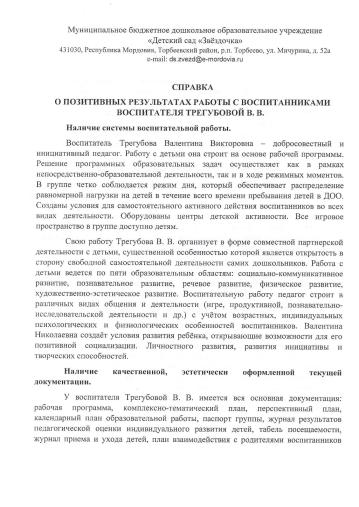 Муниципальное бюджетное дошкольное образовательное учреждение
«Детский сад «Звёздочка»
431030, Республика Мордовия, Торбеевский район, р.п. Торбеево, ул. Мичурина, д. 52а
e-mail: ds.zvezd@e-mordovia.ru
СПРАВКА
О ПОЗИТИВНЫХ РЕЗУЛЬТАТАХ РАБОТЫ С ВОСПИТАННИКАМИ
ВОСПИТАТЕЛЯ ТРЕГУБОВОЙ В. В.
Наличие системы воспитательной работы.
Воспитатель Трегубова Валентина Викторовна – добросовестный и
инициативный педагог. Работу с детьми она строит на основе рабочей программы.
Решение программных образовательных задач осуществляет как в рамках
непосредственно-образовательной деятельности, так и в ходе режимных моментов.
В группе четко соблюдается режим дня, который обеспечивает распределение
равномерной нагрузки на детей в течение всего времени пребывания детей в ДОО.
Созданы условия для самостоятельного активного действия воспитанников во всех
видах деятельности. Оборудованы центры детской активности. Все игровое
пространство в группе доступно детям.
Свою работу Трегубова В. В. организует в форме совместной партнерской
деятельности с детьми, существенной особенностью которой является открытость в
сторону свободной самостоятельной деятельности самих дошкольников. Работа с
детьми ведется по пяти образовательным областям: социально-коммуникативное
развитие, познавательное развитие, речевое развитие, физическое развитие,
художественно-эстетическое развитие. Воспитательную работу педагог строит в
различных видах общения и деятельности (игре, продуктивной, познавательно-
исследовательской деятельности и др.) с учётом возрастных, индивидуальных
психологических и физиологических особенностей воспитанников. Валентина
Николаевна создаёт условия развития ребёнка, открывающие возможности для его
позитивной социализации. Личностного развития, развития инициативы и
творческих способностей.
Наличие качественной, эстетически оформленной текущей
документации.
У воспитателя Трегубовой В. В. имеется вся основная документация:
рабочая программа, комплексно-тематический план, перспективный план,
календарный план образовательной работы, паспорт группы, журнал результатов
педагогической оценки индивидуального развития детей, табель посещаемости,
журнал приема и ухода детей, план взаимодействия с родителями воспитанников